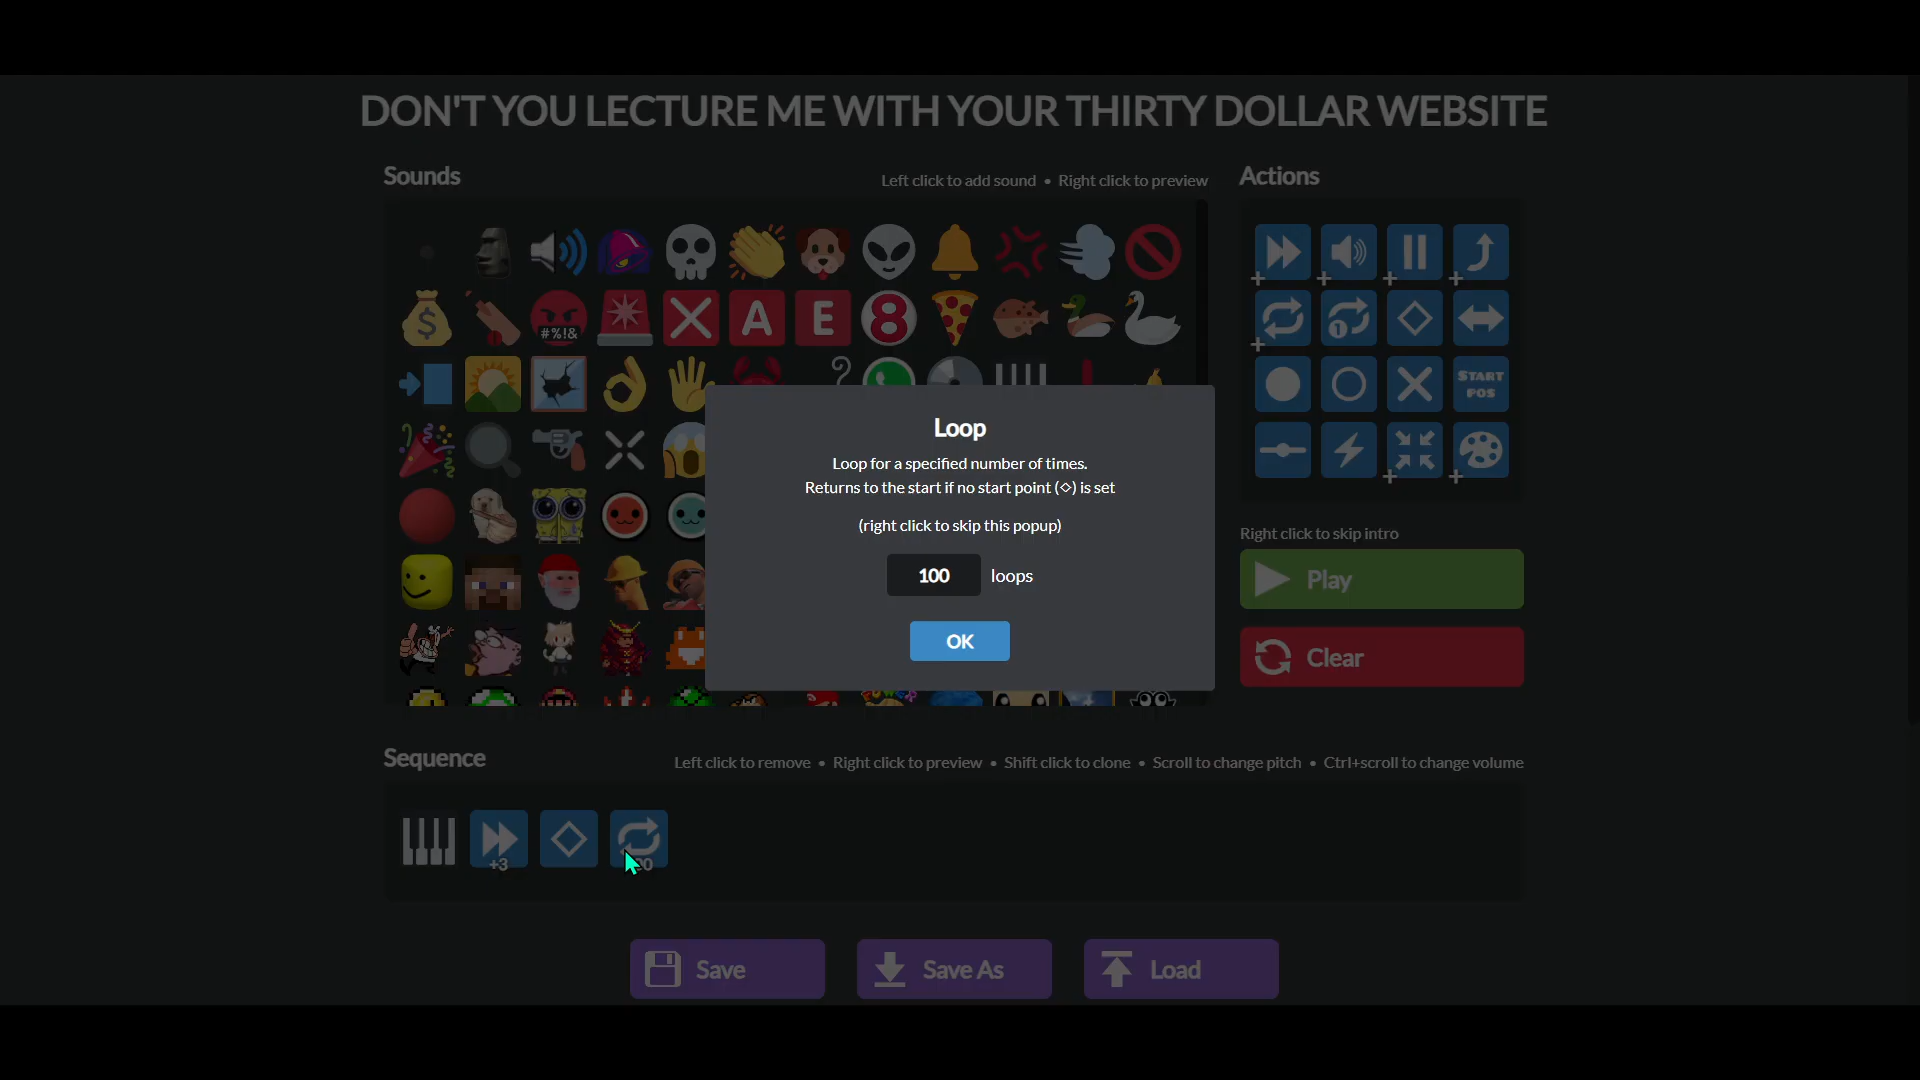 DON'T YOU LECTURE ME WITH YOUR THIRTY DOLLAR WEBSITE
Sounds
Left click to add sound • Right click to preview
Actions
#%!&
A
E
8
1
START
POS
Loop
Loop for a specified number of times.
Returns to the start if no start point (◇) is set
(right click to skip this popup)
100 loops
OK
Right click to skip intro
Play
Clear
Sequence
Left click to remove • Right click to preview • Shift click to clone • Scroll to change pitch • Ctrl+scroll to change volume
+3
Save
Save As
Load